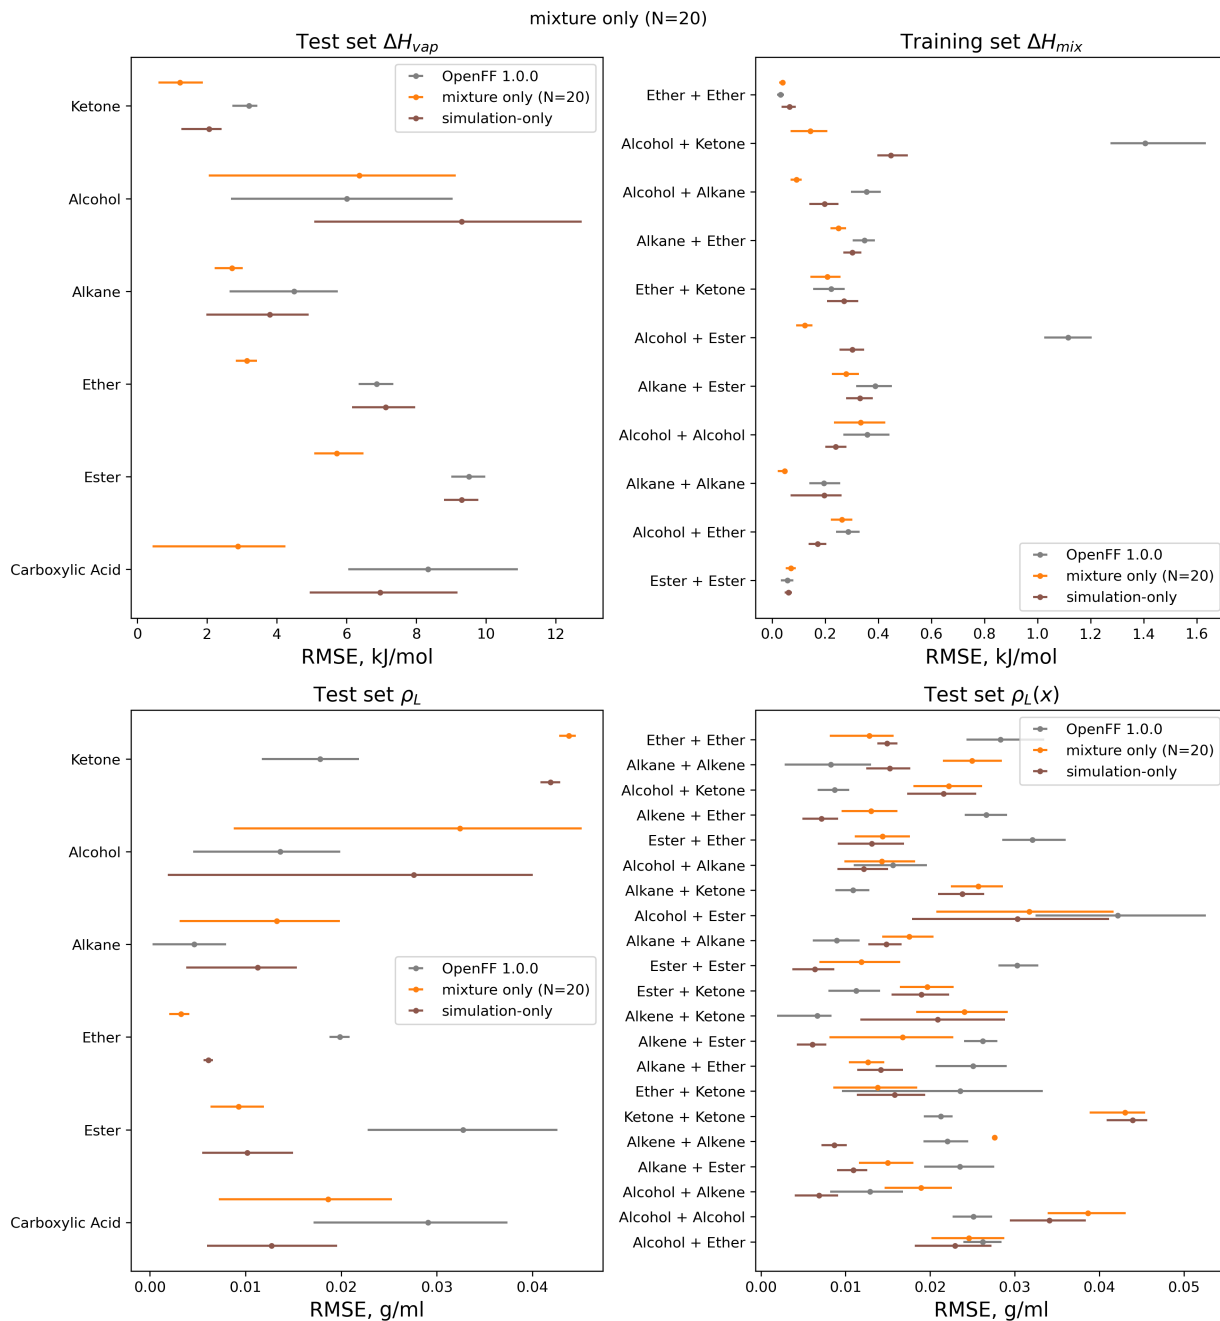 mixture only (N=20)
Test set ΔH_vap
OpenFF 1.0.0
mixture only (N=20)
simulation-only
Ketone
Alcohol
Alkane
Ether
Ester
Carboxylic Acid
0 2 4 6 8 10 12
RMSE, kJ/mol
Training set ΔH_mix
Ether + Ether
Alcohol + Ketone
Alcohol + Alkane
Alkane + Ether
Ether + Ketone
Alcohol + Ester
Alkane + Ester
Alcohol + Alcohol
Alkane + Alkane
Alcohol + Ether
Ester + Ester
OpenFF 1.0.0
mixture only (N=20)
simulation-only
0.0 0.2 0.4 0.6 0.8 1.0 1.2 1.4 1.6
RMSE, kJ/mol
Test set ρ_L
Ketone
Alcohol
Alkane
Ether
Ester
Carboxylic Acid
OpenFF 1.0.0
mixture only (N=20)
simulation-only
0.00 0.01 0.02 0.03 0.04
RMSE, g/ml
Test set ρ_L(x)
OpenFF 1.0.0
mixture only (N=20)
simulation-only
Ether + Ether
Alkane + Alkene
Alcohol + Ketone
Alkene + Ether
Ester + Ether
Alcohol + Alkane
Alkane + Ketone
Alcohol + Ester
Alkane + Alkane
Ester + Ester
Ester + Ketone
Alkene + Ketone
Alkene + Ester
Alkane + Ether
Ether + Ketone
Ketone + Ketone
Alkene + Alkene
Alkane + Ester
Alcohol + Alkene
Alcohol + Alcohol
Alcohol + Ether
0.00 0.01 0.02 0.03 0.04 0.05
RMSE, g/ml